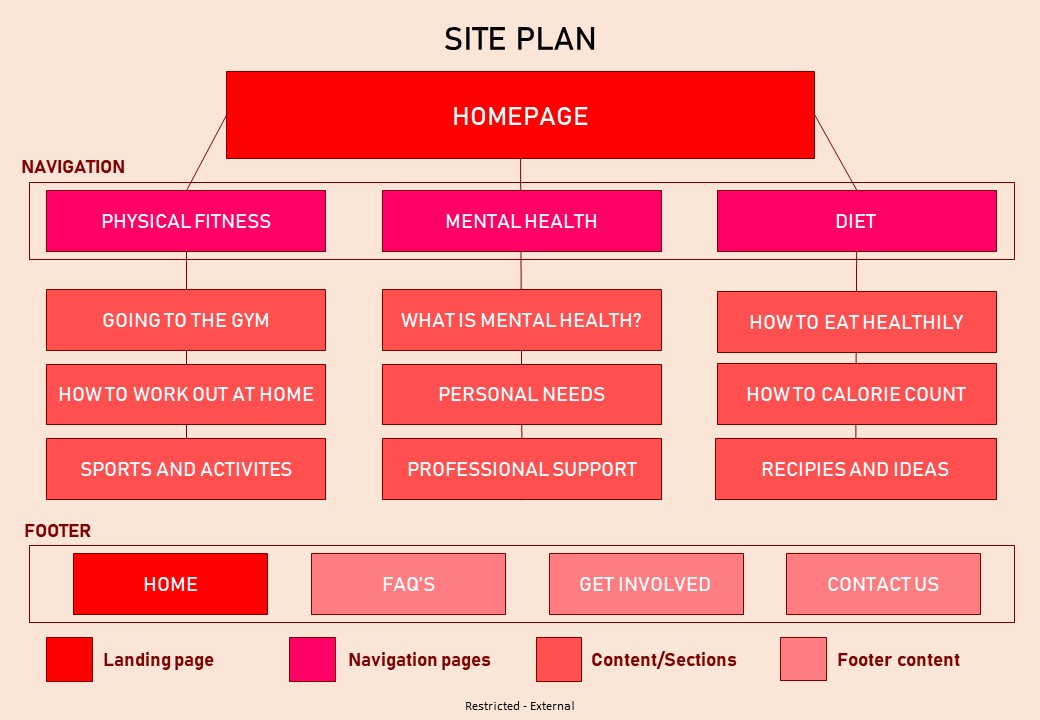 SITE PLAN
HOMEPAGE
NAVIGATION
PHYSICAL FITNESS
MENTAL HEALTH
DIET
GOING TO THE GYM
WHAT IS MENTAL HEALTH?
HOW TO EAT HEALTHILY
HOW TO WORK OUT AT HOME
PERSONAL NEEDS
HOW TO CALORIE COUNT
SPORTS AND ACTIVITES
PROFESSIONAL SUPPORT
RECIPIES AND IDEAS
FOOTER
HOME
FAQ'S
GET INVOLVED
CONTACT US
Landing page
Navigation pages
Content/Sections
Footer content
Restricted - External